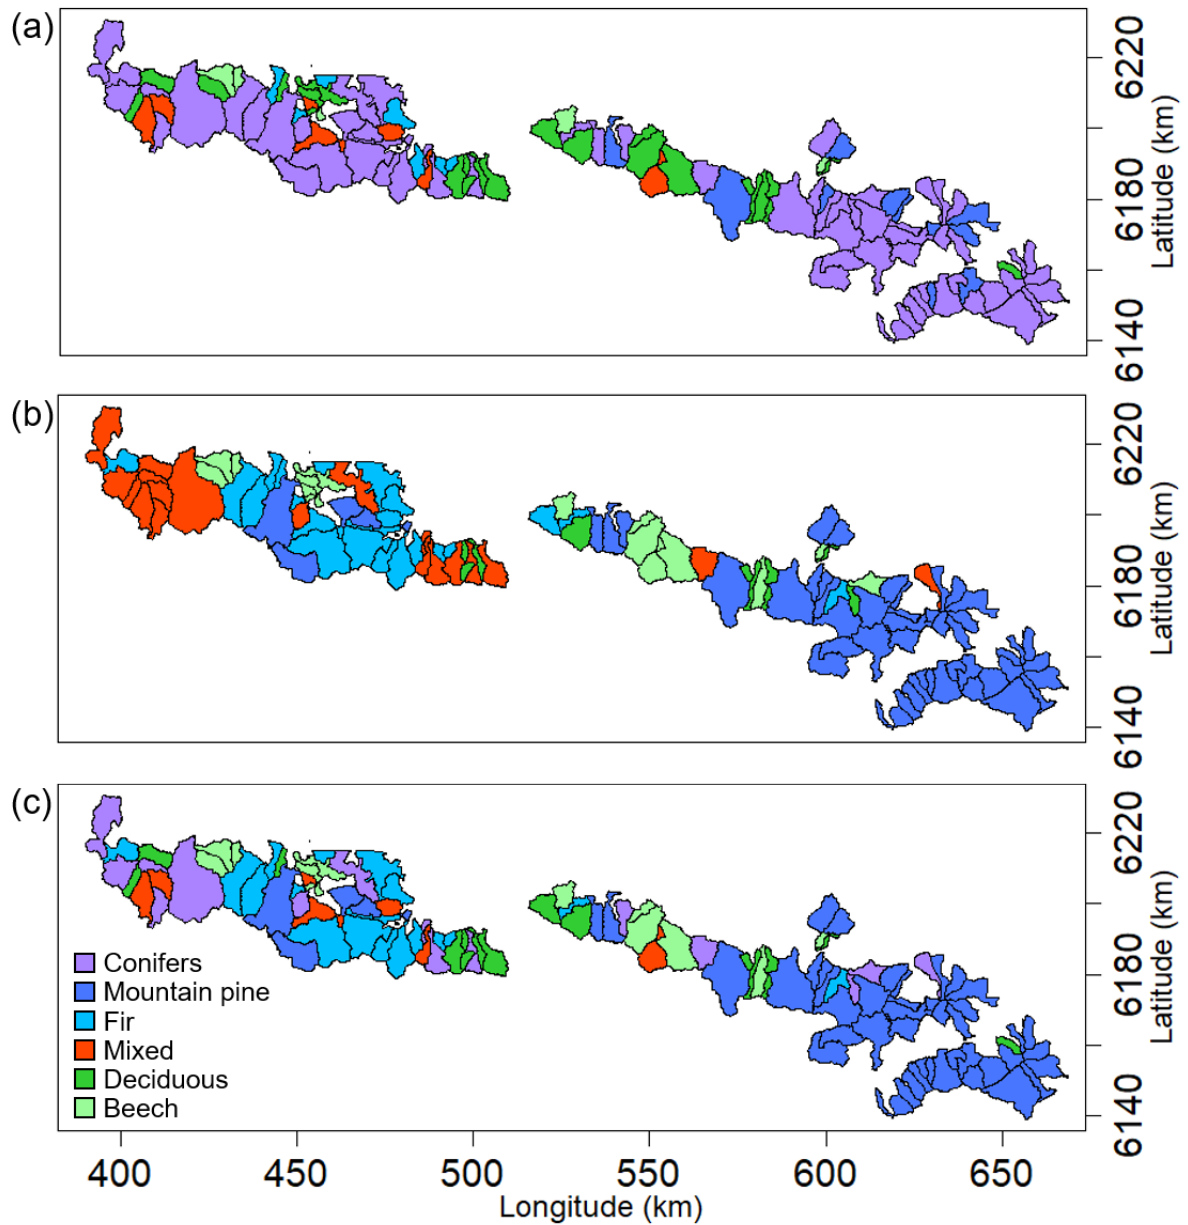 (a)
6220
6180
6140
Latitude (km)
(b)
6220
6180
6140
Latitude (km)
(c)
6220
6180
6140
Latitude (km)
Conifers
Mountain pine
Fir
Mixed
Deciduous
Beech
400 450 500 550 600 650
Longitude (km)